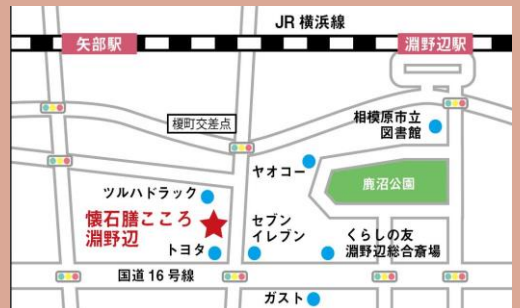 JR 横浜線
矢部駅
淵野辺駅
榎町交差点
相模原市立
図書館
ヤオコー
鹿沼公園
ツルハドラック
懐石膳こころ
淵野辺
セブン
イレブン
くらしの友
淵野辺総合斎場
トヨタ
国道 16 号線
ガスト